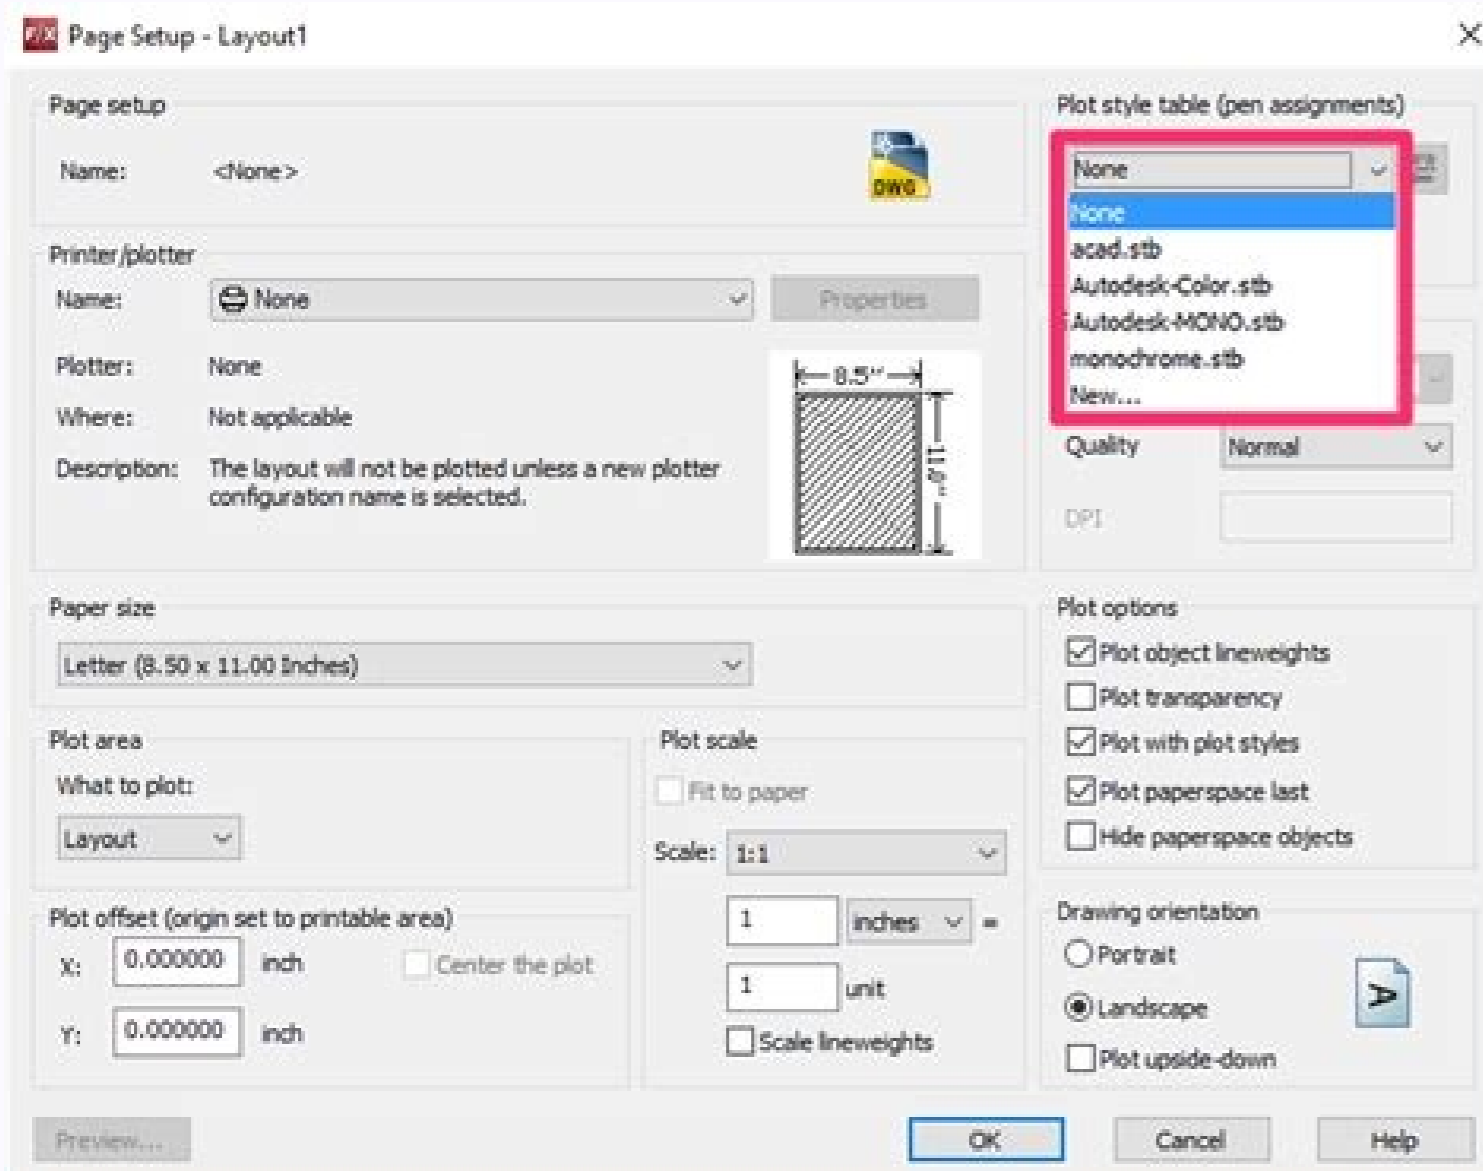 F/X Page Setup - Layout1
Page setup
Name: <None>
DWG
Printer/plotter
Name: None
Properties
Plotter: None
Where: Not applicable
Description: The layout will not be plotted unless a new plotter
configuration name is selected.
8.5''
11.0''
Paper size
Letter (8.50 x 11.00 Inches)
Plot area
What to plot:
Layout
Plot offset (origin set to printable area)
X: 0.000000 inch
Center the plot
Y: 0.000000 inch
Plot scale
Fit to paper
Scale: 1:1
1 inches =
1 unit
Scale lineweights
Plot style table (pen assignments)
None
None
acad.stb
Autodesk-Color.stb
Autodesk-MONO.stb
monochrome.stb
New...
Quality Normal
DPI
Plot options
Plot object lineweights
Plot transparency
Plot with plot styles
Plot paperspace last
Hide paperspace objects
Drawing orientation
Portrait
A
Landscape
Plot upside-down
Preview...
OK
Cancel
Help